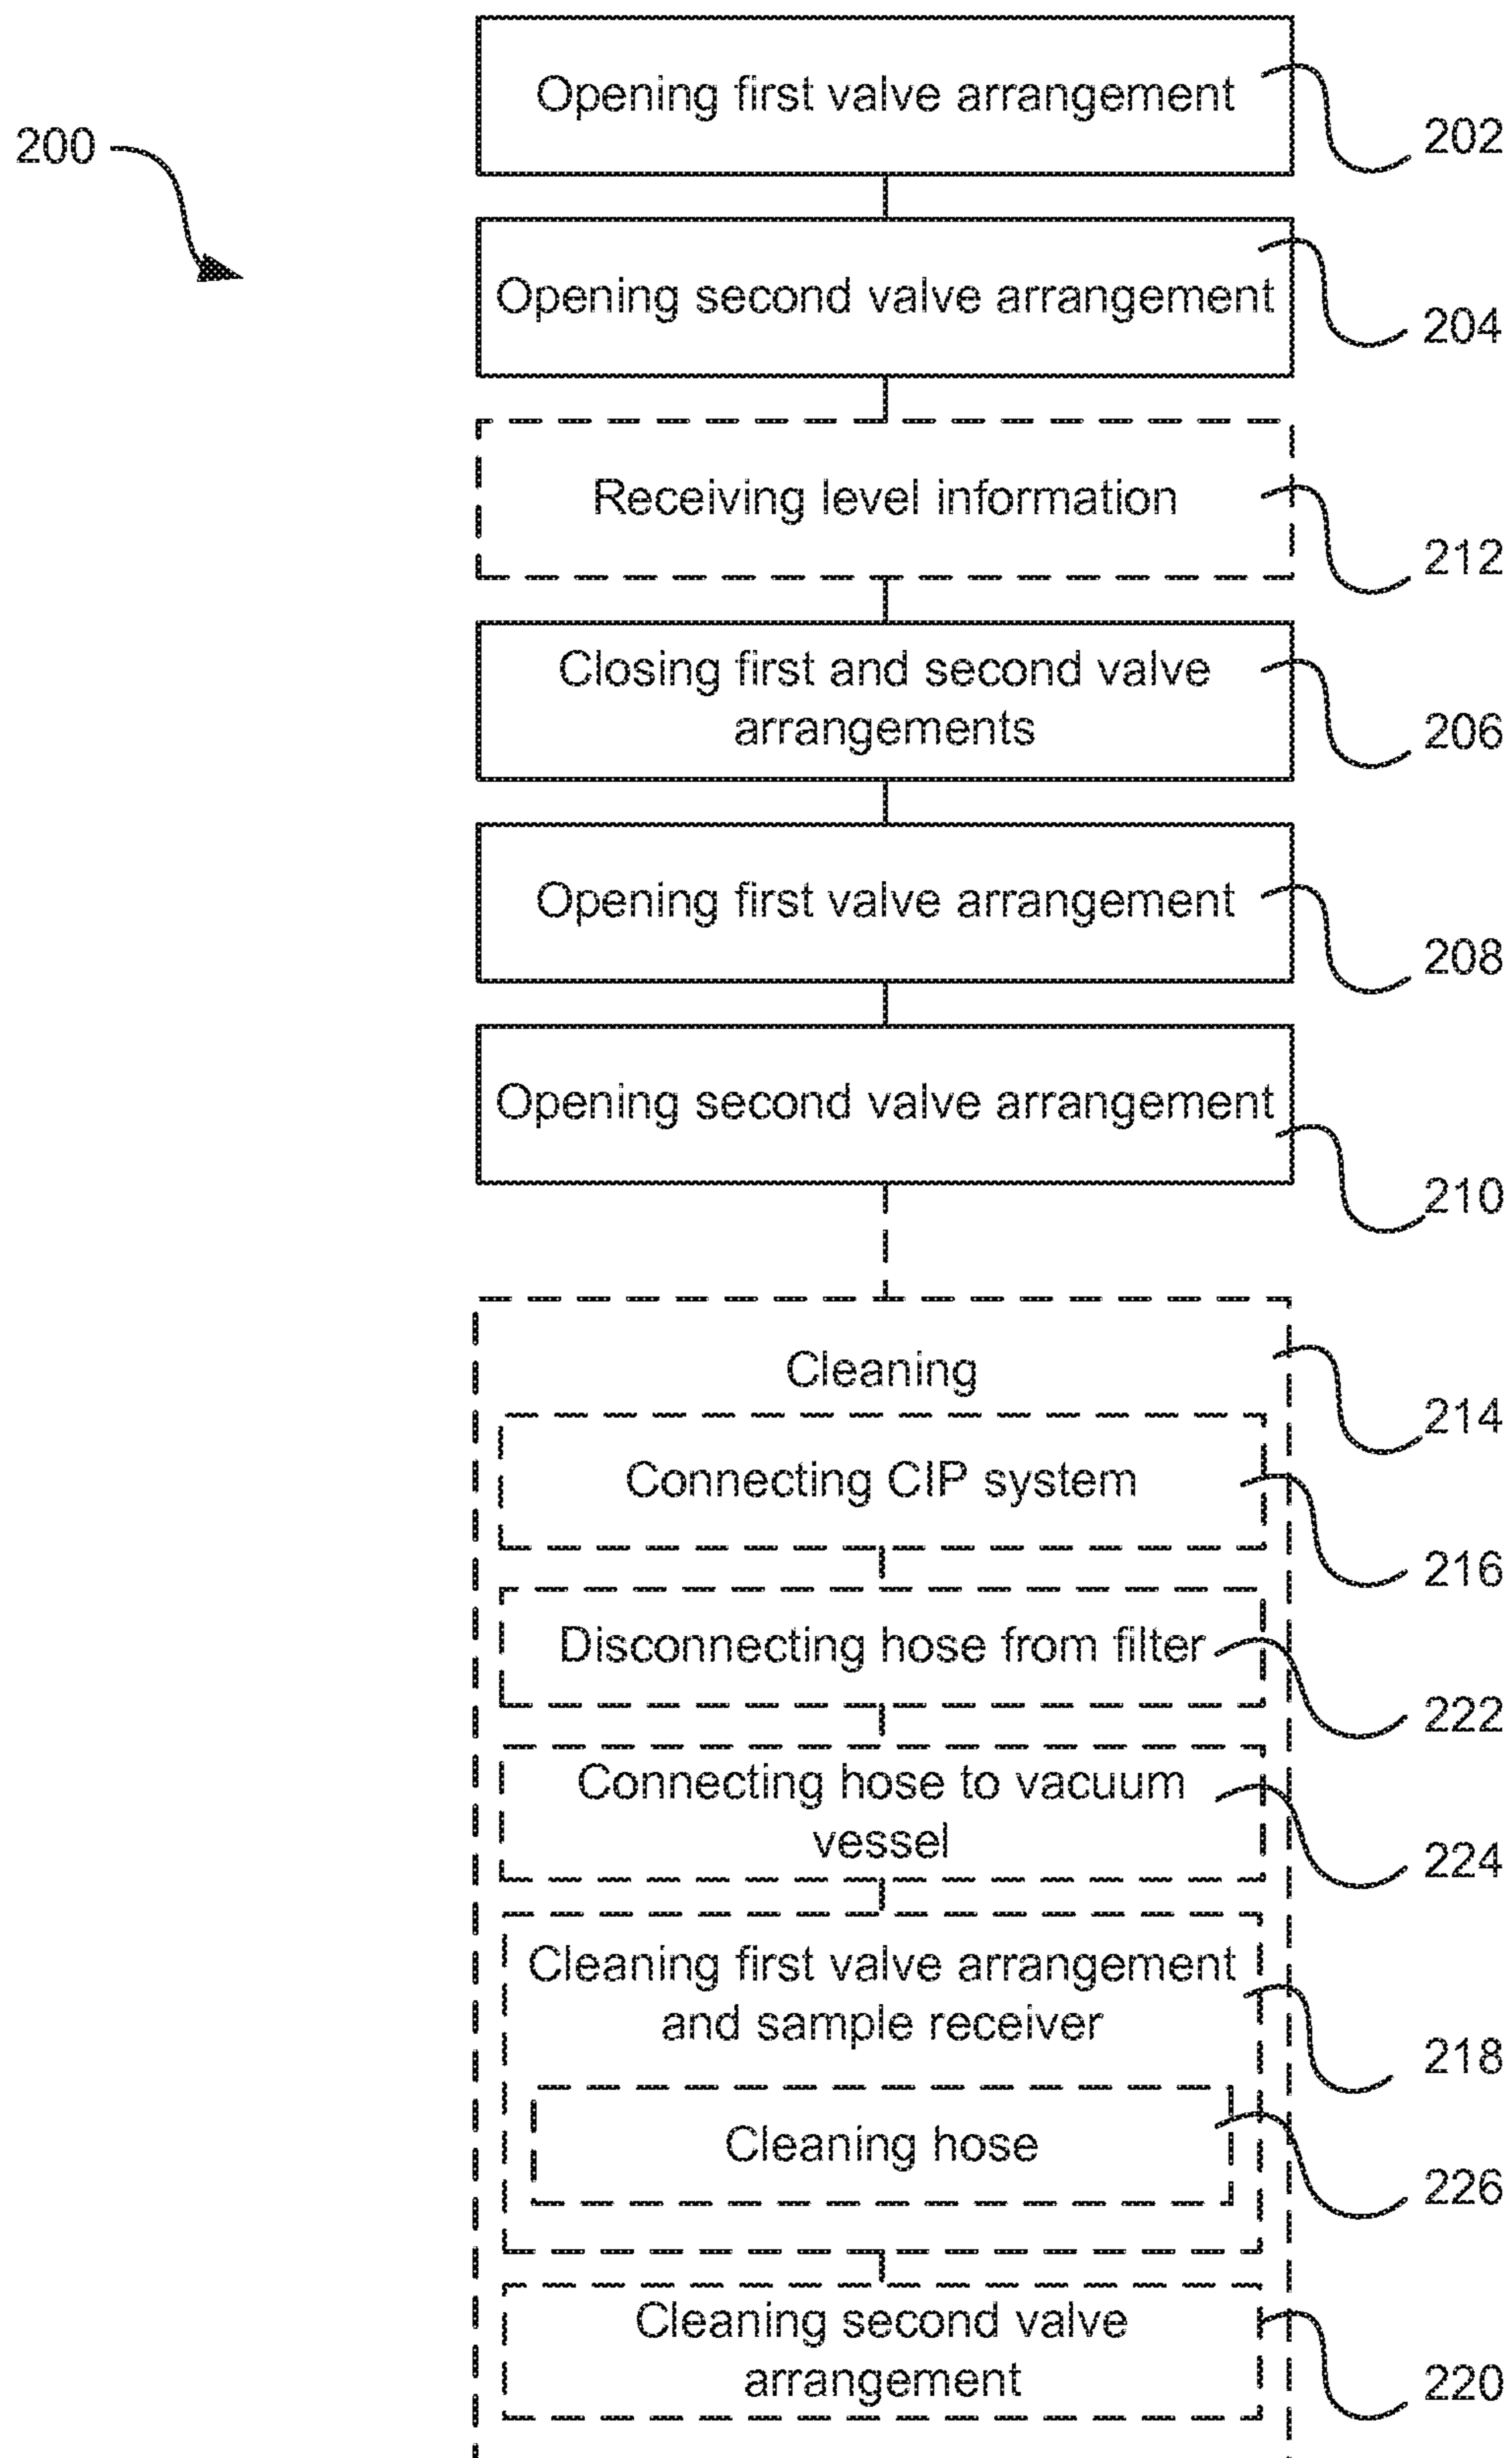 Opening first valve arrangement
202
200
Opening second valve arrangement
204
Receiving level information
212
Closing first and second valve
arrangements
206
Opening first valve arrangement
208
Opening second valve arrangement
210
Cleaning
214
Connecting CIP system
216
Disconnecting hose from filter
222
Connecting hose to vacuum
vessel
224
Cleaning first valve arrangement
and sample receiver
218
Cleaning hose
226
Cleaning second valve
arrangement
220